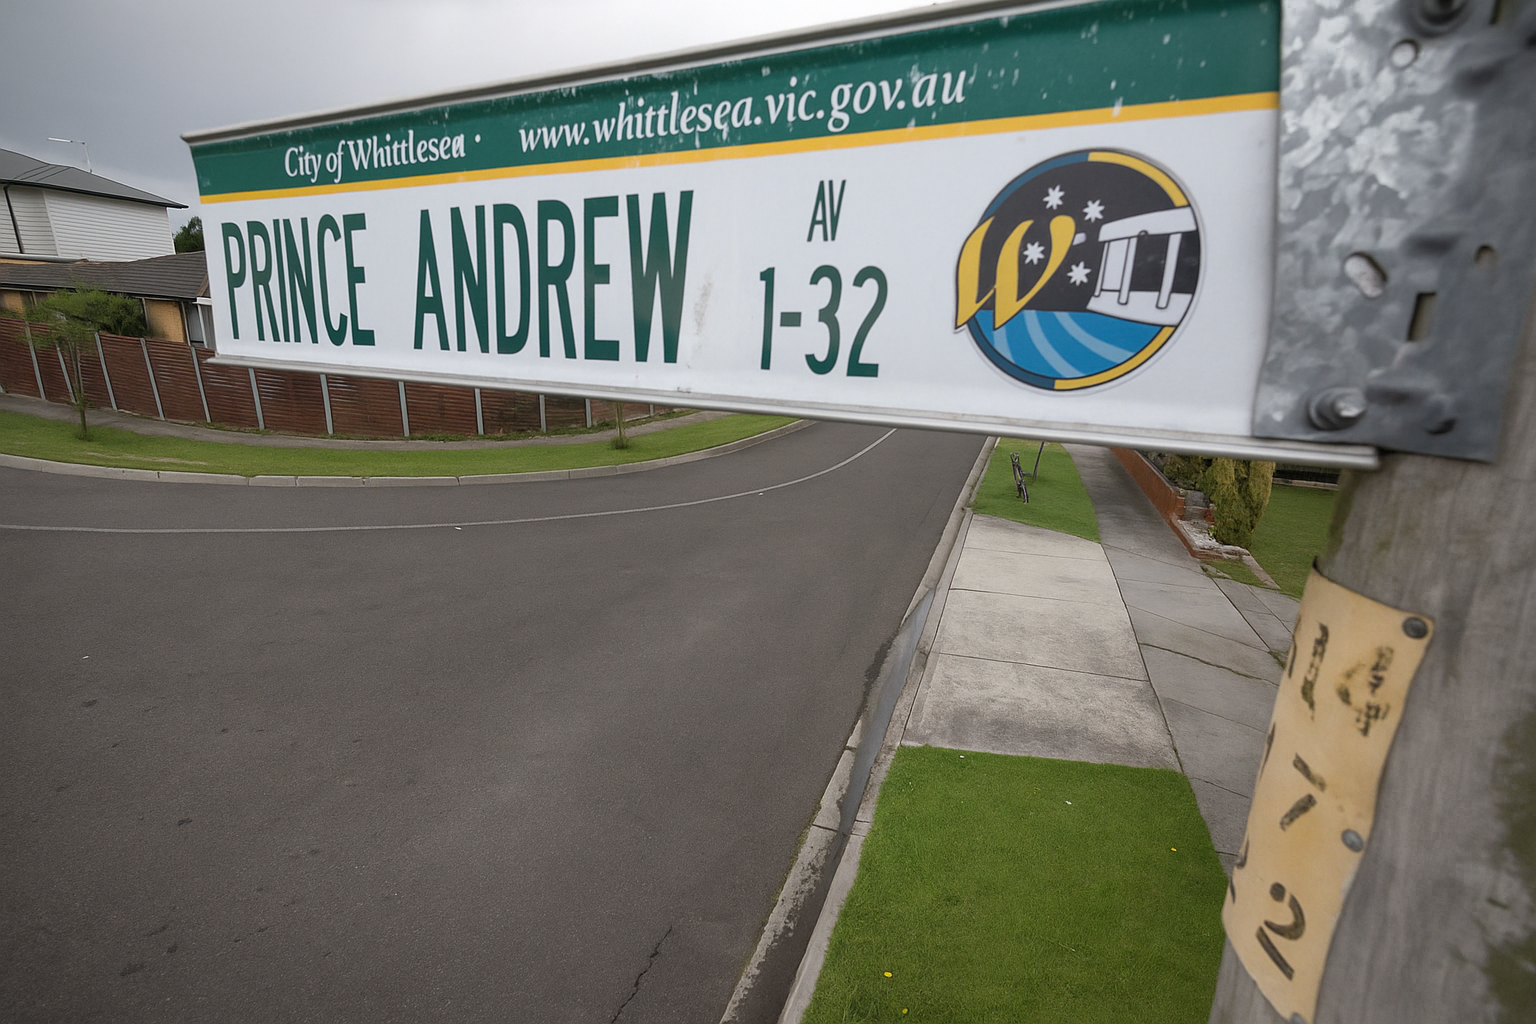 City of Whittlesea · www.whittlesea.vic.gov.au
PRINCE ANDREW AV
1-32
W